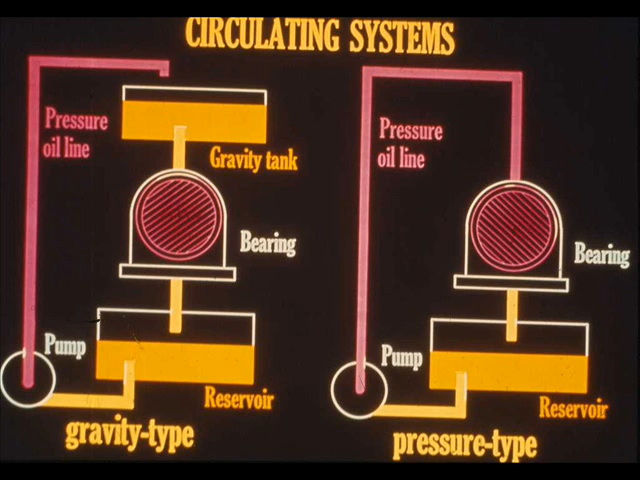 CIRCULATING SYSTEMS
Pressure
oil line
Gravity tank
Bearing
Pump
Reservoir
gravity-type
Pressure
oil line
Bearing
Pump
Reservoir
pressure-type